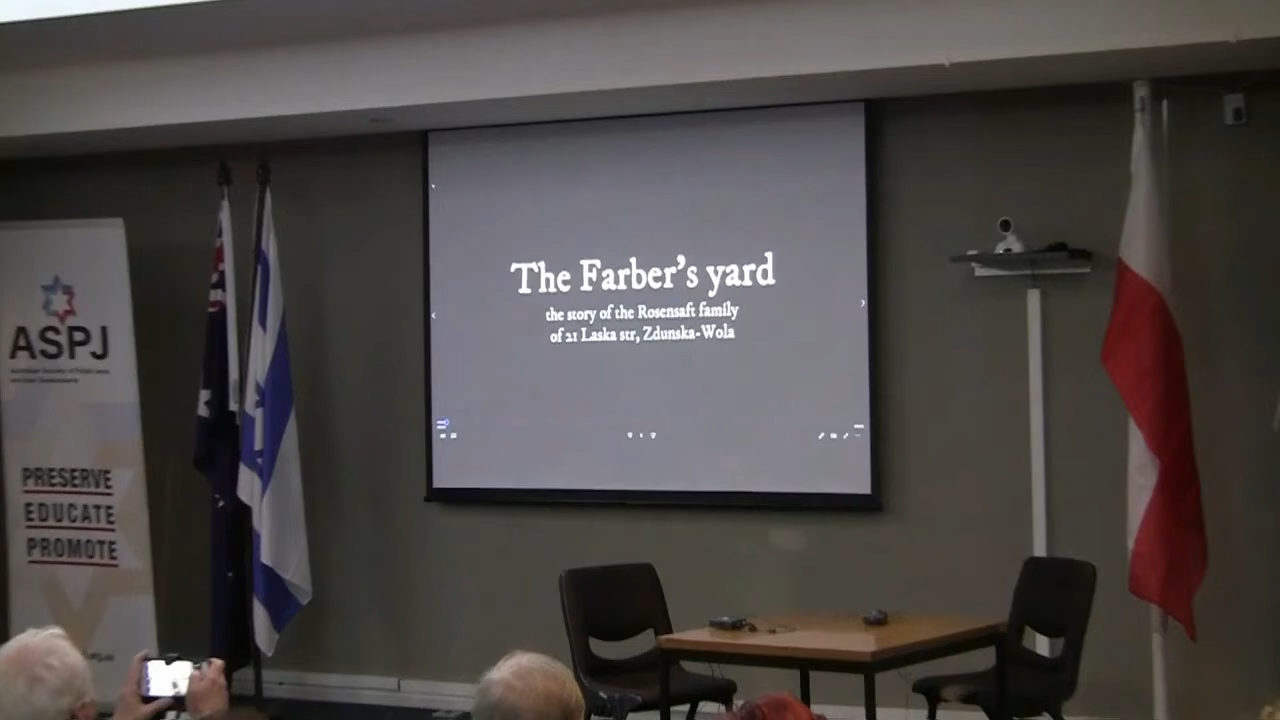 The Farber's yard
the story of the Rosensaft family
of 21 Laska str, Zdunska-Wola
ASPJ
PRESERVE
EDUCATE
PROMOTE